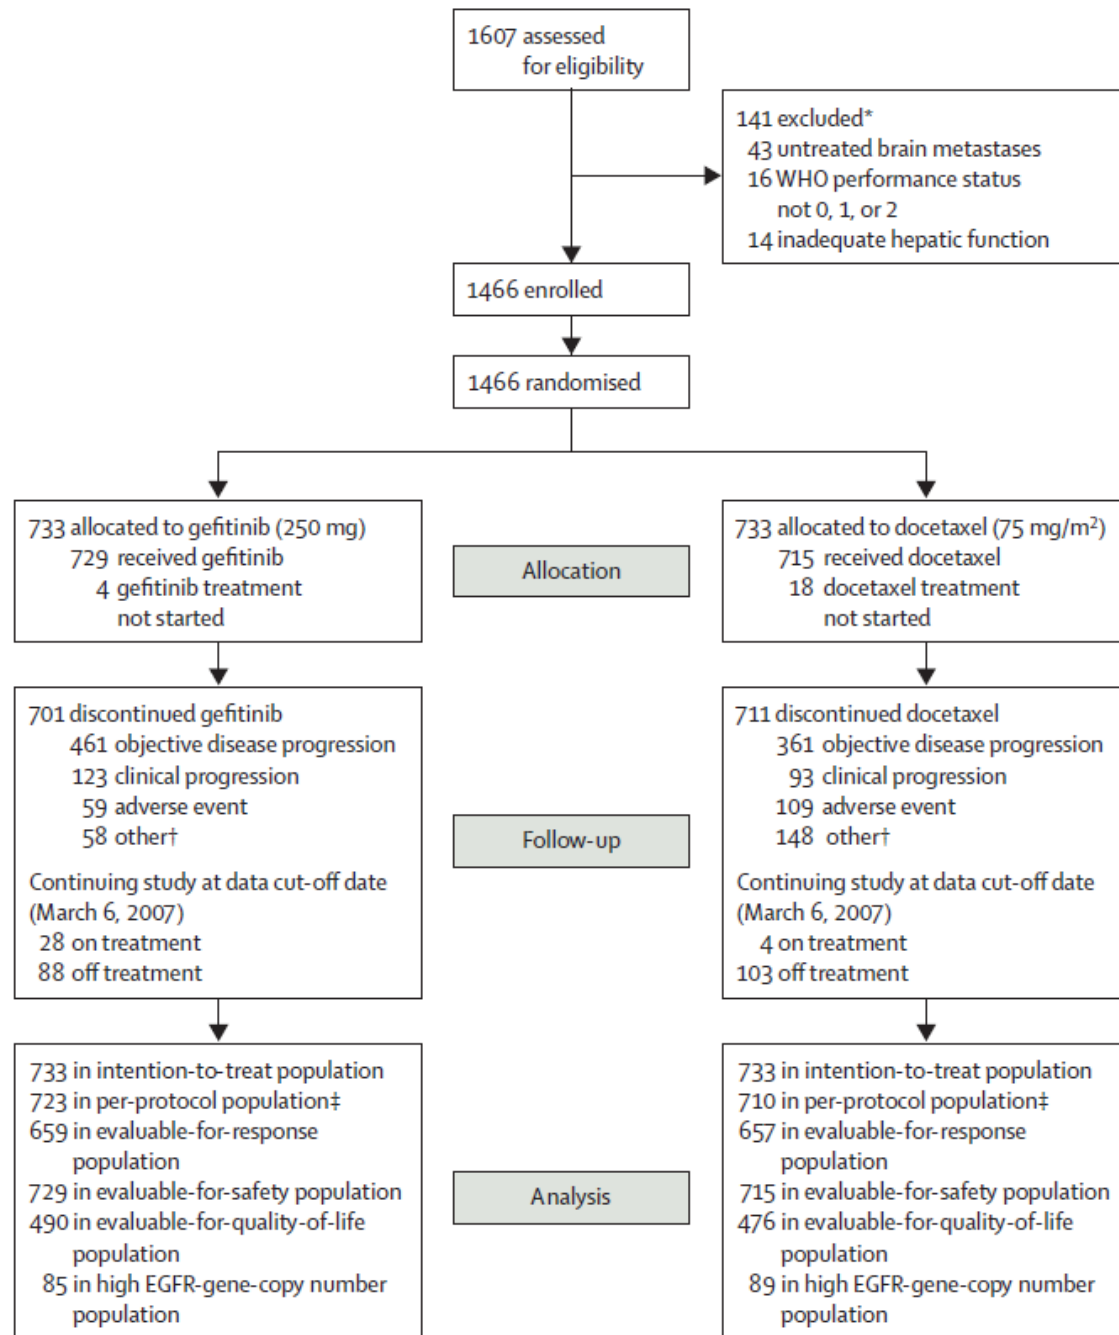 1607 assessed
for eligibility
141 excluded*
43 untreated brain metastases
16 WHO performance status
not 0, 1, or 2
14 inadequate hepatic function
1466 enrolled
1466 randomised
733 allocated to gefitinib (250 mg)
729 received gefitinib
4 gefitinib treatment
not started
Allocation
733 allocated to docetaxel (75 mg/m²)
715 received docetaxel
18 docetaxel treatment
not started
701 discontinued gefitinib
461 objective disease progression
123 clinical progression
59 adverse event
58 other†
Continuing study at data cut-off date
(March 6, 2007)
28 on treatment
88 off treatment
Follow-up
711 discontinued docetaxel
361 objective disease progression
93 clinical progression
109 adverse event
148 other†
Continuing study at data cut-off date
(March 6, 2007)
4 on treatment
103 off treatment
733 in intention-to-treat population
723 in per-protocol population‡
659 in evaluable-for-response
population
729 in evaluable-for-safety population
490 in evaluable-for-quality-of-life
population
85 in high EGFR-gene-copy number
population
Analysis
733 in intention-to-treat population
710 in per-protocol population‡
657 in evaluable-for-response
population
715 in evaluable-for-safety population
476 in evaluable-for-quality-of-life
population
89 in high EGFR-gene-copy number
population